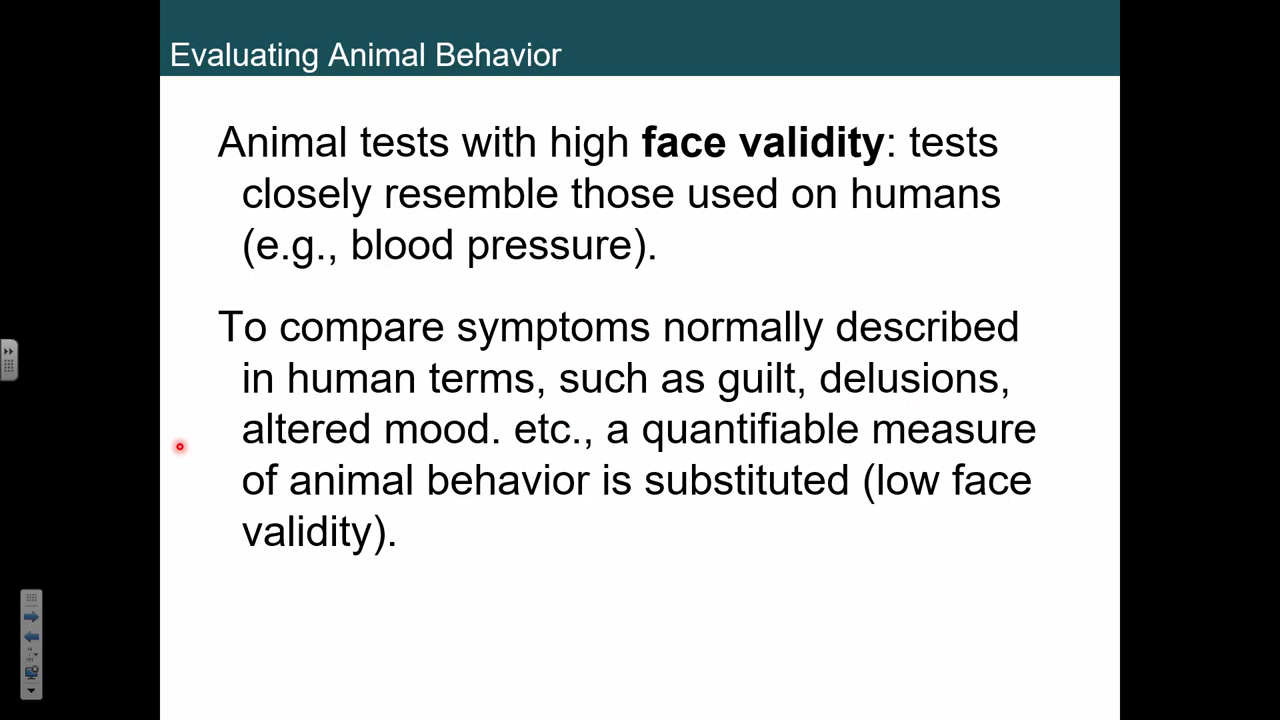 Evaluating Animal Behavior
Animal tests with high face validity: tests
closely resemble those used on humans
(e.g., blood pressure).
To compare symptoms normally described
in human terms, such as guilt, delusions,
altered mood. etc., a quantifiable measure
of animal behavior is substituted (low face
validity).